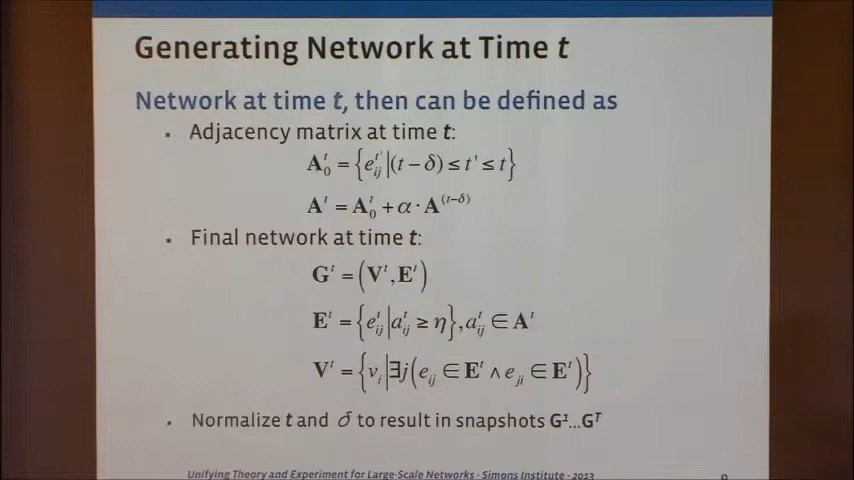 Generating Network at Time t
Network at time t, then can be defined as
• Adjacency matrix at time t:
A₀ᵗ = {eᵢⱼᵗ' | (t − δ) ≤ t' ≤ t}
Aᵗ = A₀ᵗ + α · A⁽ᵗ⁻δ⁾
• Final network at time t:
Gᵗ = (Vᵗ, Eᵗ)
Eᵗ = {eᵢⱼᵗ | aᵢⱼᵗ ≥ η}, aᵢⱼᵗ ∈ Aᵗ
Vᵗ = {vᵢ | ∃j(eᵢⱼ ∈ Eᵗ ∧ eⱼᵢ ∈ Eᵗ)}
• Normalize t and δ to result in snapshots G¹...Gᵀ
Unifying Theory and Experiment for Large-Scale Networks · Simons Institute · 2013